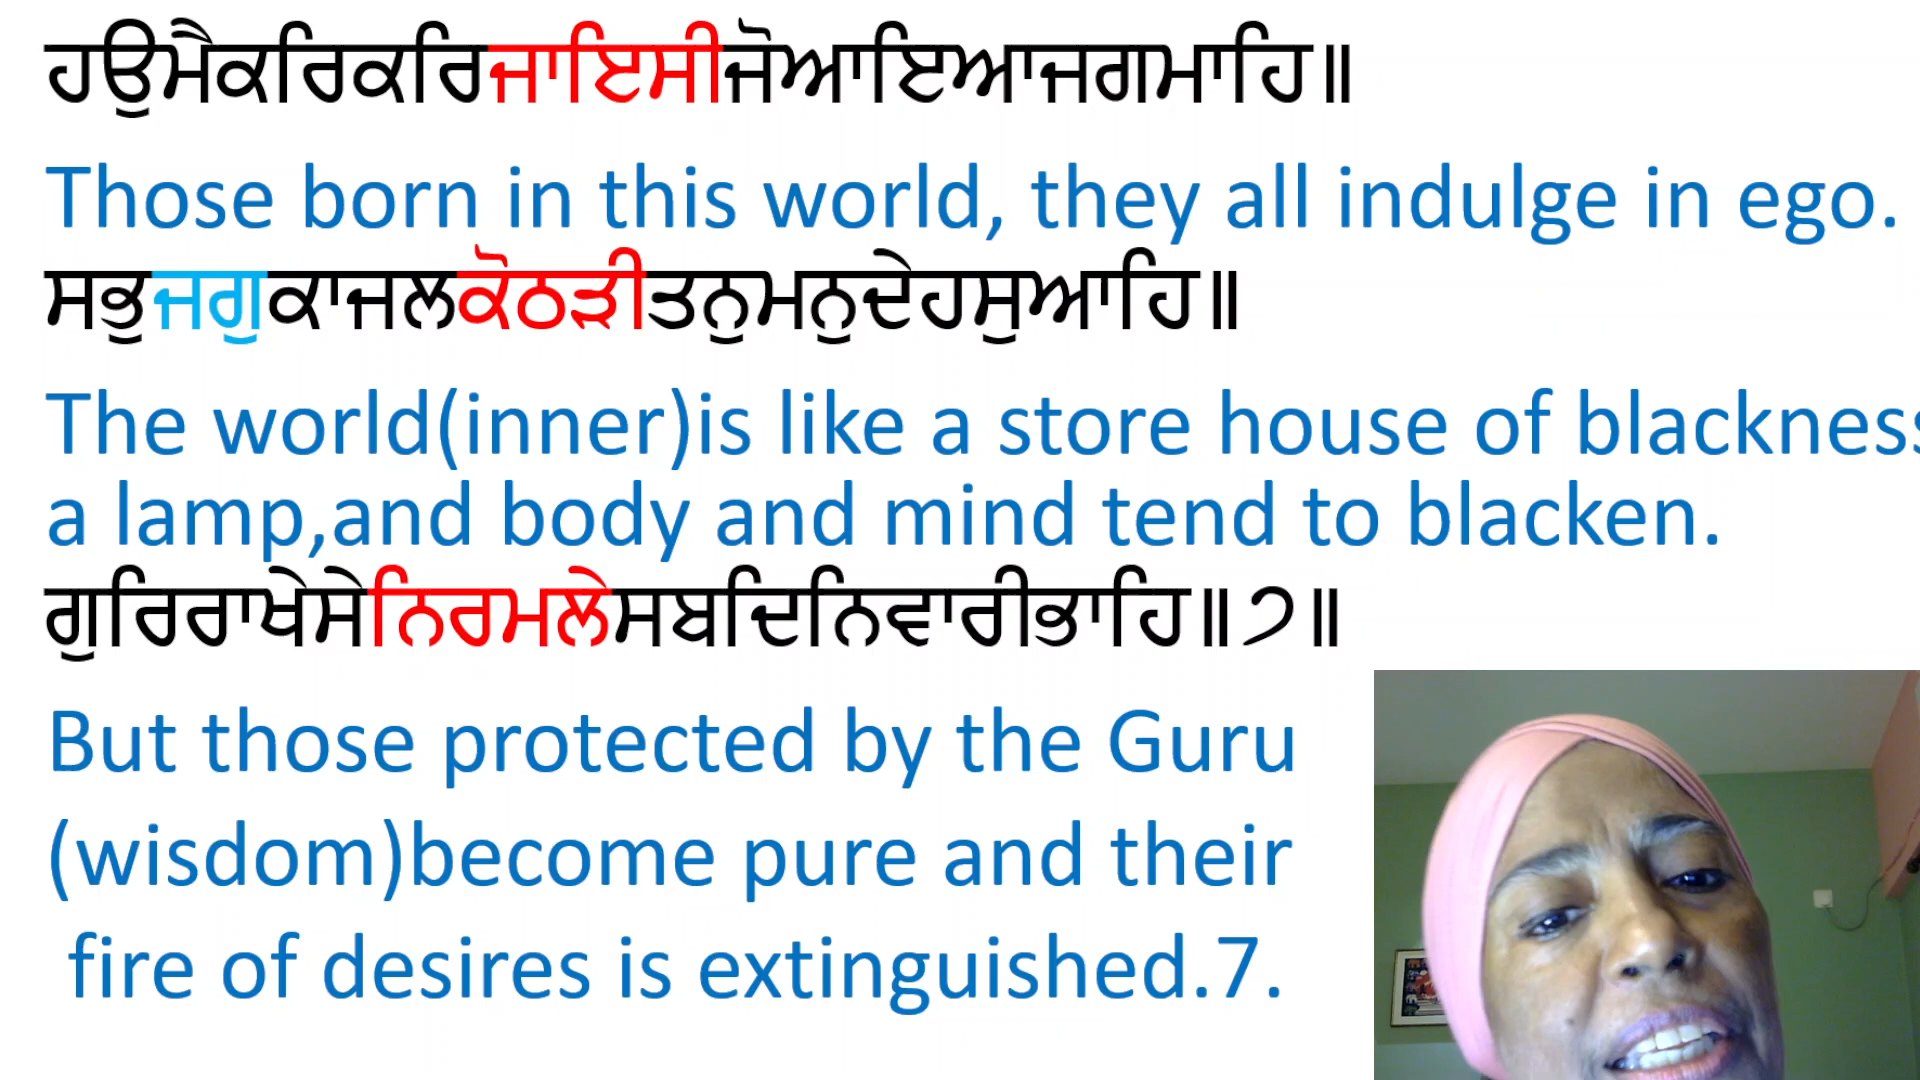 ਹਉਮੈਕਰਿਕਰਿਜਾਇਸੀਜੋਆਇਆਜਗਮਾਹਿ॥
Those born in this world, they all indulge in ego.
ਸਭੁਜਗੁਕਾਜਲਕੋਠੜੀਤਨੁਮਨੁਦੇਹਸੁਆਹਿ॥
The world(inner)is like a store house of blackness
a lamp,and body and mind tend to blacken.
ਗੁਰਿਰਾਖੇਸੇਨਿਰਮਲੇਸਬਦਿਨਿਵਾਰੀਭਾਹਿ॥੭॥
But those protected by the Guru
(wisdom)become pure and their
fire of desires is extinguished.7.